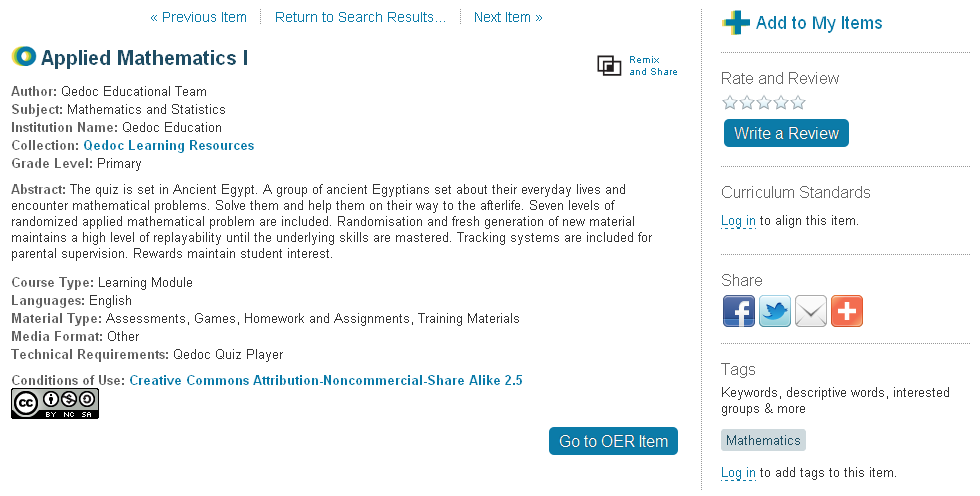 « Previous Item
Return to Search Results...
Next Item »
Applied Mathematics I
Remix
and Share
Author: Qedoc Educational Team
Subject: Mathematics and Statistics
Institution Name: Qedoc Education
Collection: Qedoc Learning Resources
Grade Level: Primary
Abstract: The quiz is set in Ancient Egypt. A group of ancient Egyptians set about their everyday lives and
encounter mathematical problems. Solve them and help them on their way to the afterlife. Seven levels of
randomized applied mathematical problem are included. Randomisation and fresh generation of new material
maintains a high level of replayability until the underlying skills are mastered. Tracking systems are included for
parental supervision. Rewards maintain student interest.
Course Type: Learning Module
Languages: English
Material Type: Assessments, Games, Homework and Assignments, Training Materials
Media Format: Other
Technical Requirements: Qedoc Quiz Player
Conditions of Use: Creative Commons Attribution-Noncommercial-Share Alike 2.5
cc
BY NC SA
Go to OER Item
Add to My Items
Rate and Review
Write a Review
Curriculum Standards
Log in to align this item.
Share
f
Tags
Keywords, descriptive words, interested
groups & more
Mathematics
Log in to add tags to this item.